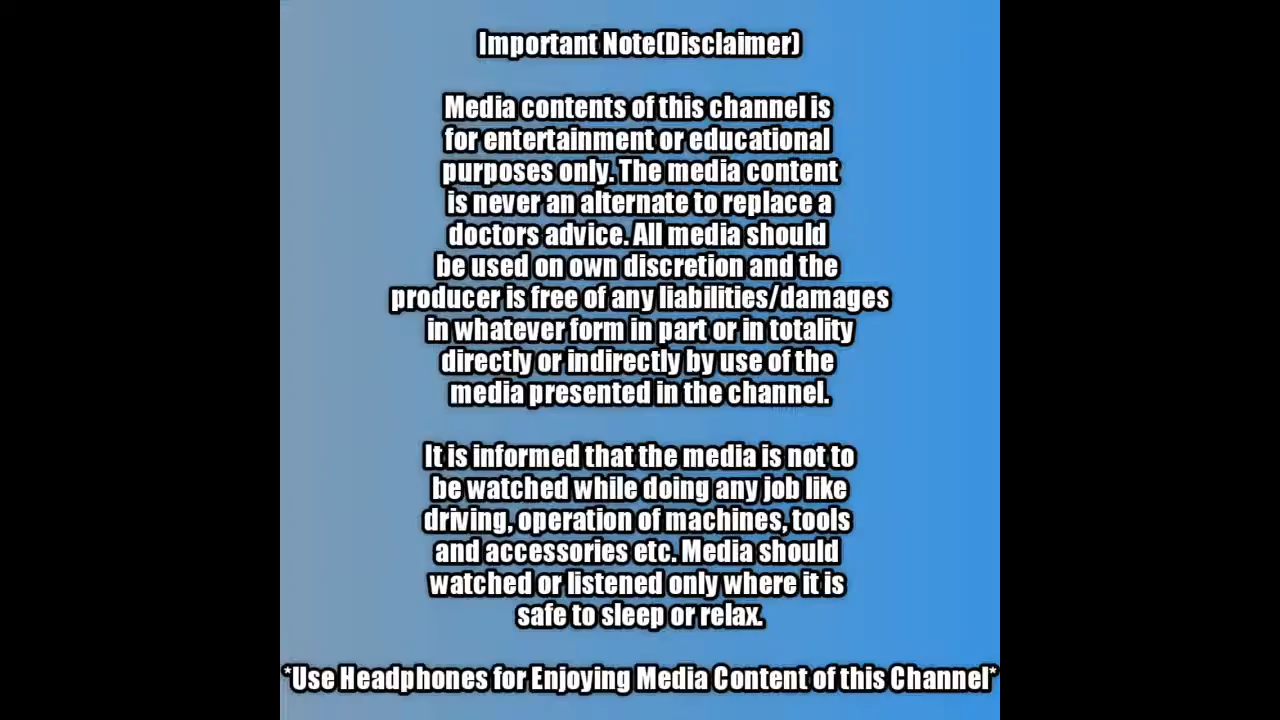 Important Note(Disclaimer)
Media contents of this channel is
for entertainment or educational
purposes only. The media content
is never an alternate to replace a
doctors advice. All media should
be used on own discretion and the
producer is free of any liabilities/damages
in whatever form in part or in totality
directly or indirectly by use of the
media presented in the channel.
It is informed that the media is not to
be watched while doing any job like
driving, operation of machines, tools
and accessories etc. Media should
watched or listened only where it is
safe to sleep or relax.
*Use Headphones for Enjoying Media Content of this Channel*